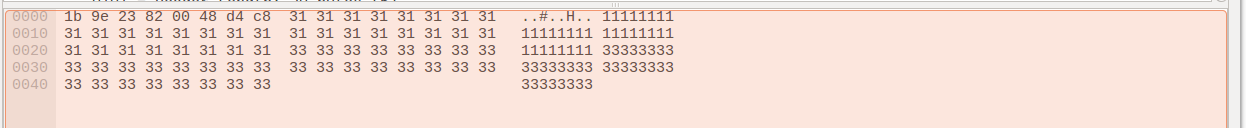 0000 1b 9e 23 82 00 48 d4 c8 31 31 31 31 31 31 31 31 ..#..H.. 11111111
0010 31 31 31 31 31 31 31 31 31 31 31 31 31 31 31 31 11111111 11111111
0020 31 31 31 31 31 31 31 31 33 33 33 33 33 33 33 33 11111111 33333333
0030 33 33 33 33 33 33 33 33 33 33 33 33 33 33 33 33 33333333 33333333
0040 33 33 33 33 33 33 33 33 33333333